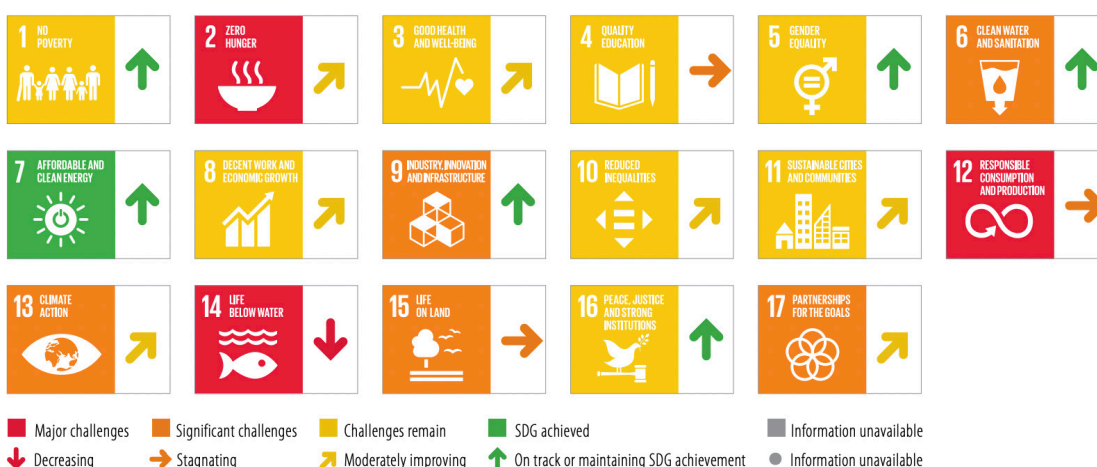 1 NO
POVERTY
2 ZERO
HUNGER
3 GOOD HEALTH
AND WELL-BEING
4 QUALITY
EDUCATION
5 GENDER
EQUALITY
6 CLEAN WATER
AND SANITATION
7 AFFORDABLE AND
CLEAN ENERGY
8 DECENT WORK AND
ECONOMIC GROWTH
9 INDUSTRY, INNOVATION
AND INFRASTRUCTURE
10 REDUCED
INEQUALITIES
11 SUSTAINABLE CITIES
AND COMMUNITIES
12 RESPONSIBLE
CONSUMPTION
AND PRODUCTION
13 CLIMATE
ACTION
14 LIFE
BELOW WATER
15 LIFE
ON LAND
16 PEACE, JUSTICE
AND STRONG
INSTITUTIONS
17 PARTNERSHIPS
FOR THE GOALS
Major challenges Significant challenges Challenges remain SDG achieved Information unavailable
Decreasing Stagnating Moderately improving On track or maintaining SDG achievement Information unavailable